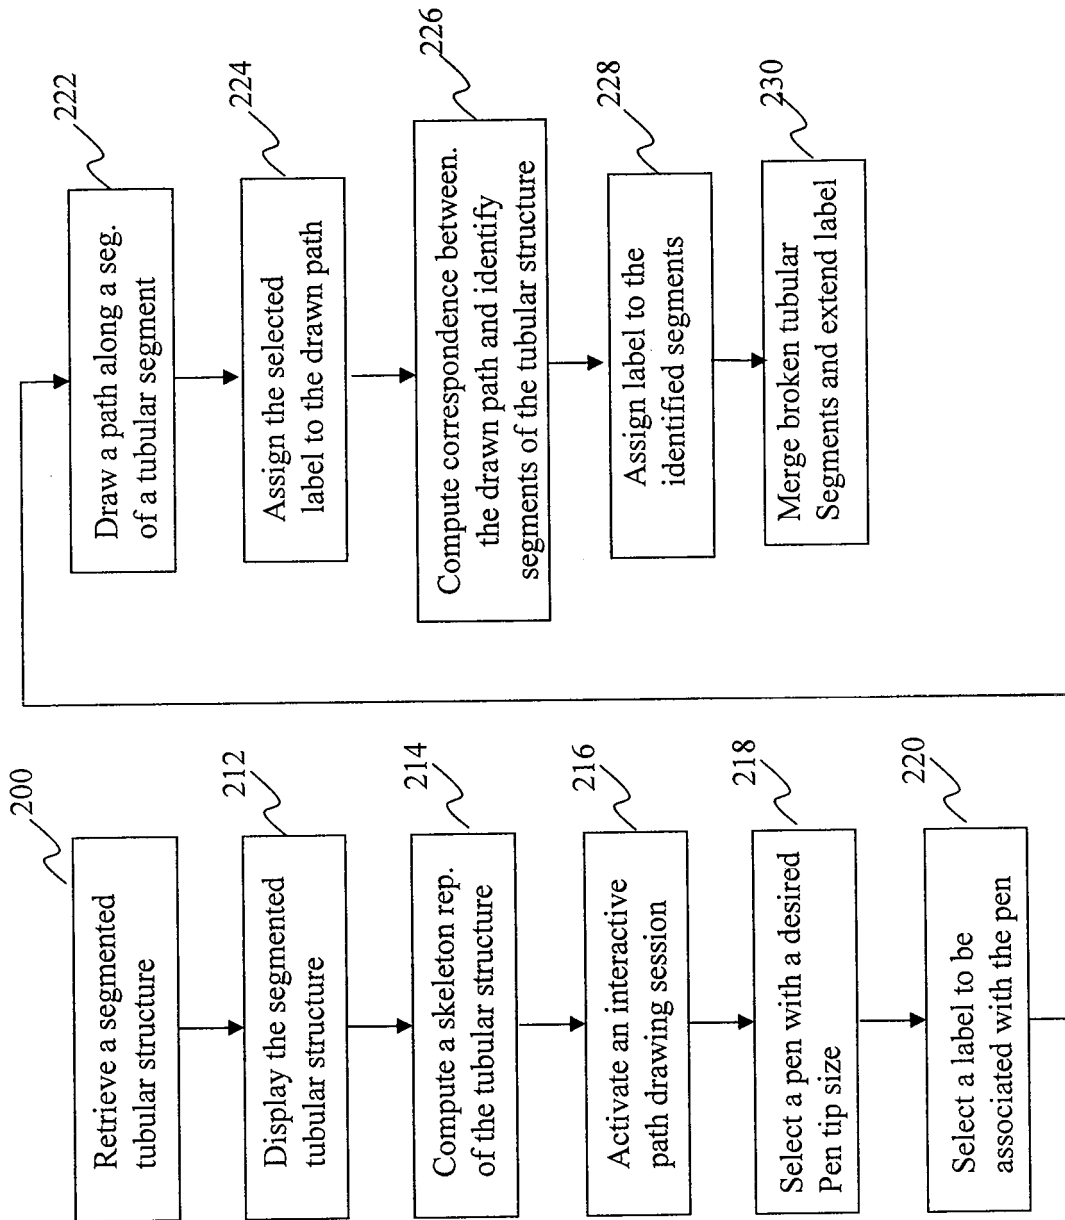 200
Retrieve a segmented
tubular structure
212
Display the segmented
tubular structure
214
Compute a skeleton rep.
of the tubular structure
216
Activate an interactive
path drawing session
218
Select a pen with a desired
Pen tip size
220
Select a label to be
associated with the pen
222
Draw a path along a seg.
of a tubular segment
224
Assign the selected
label to the drawn path
226
Compute correspondence between.
the drawn path and identify
segments of the tubular structure
228
Assign label to the
identified segments
230
Merge broken tubular
Segments and extend label